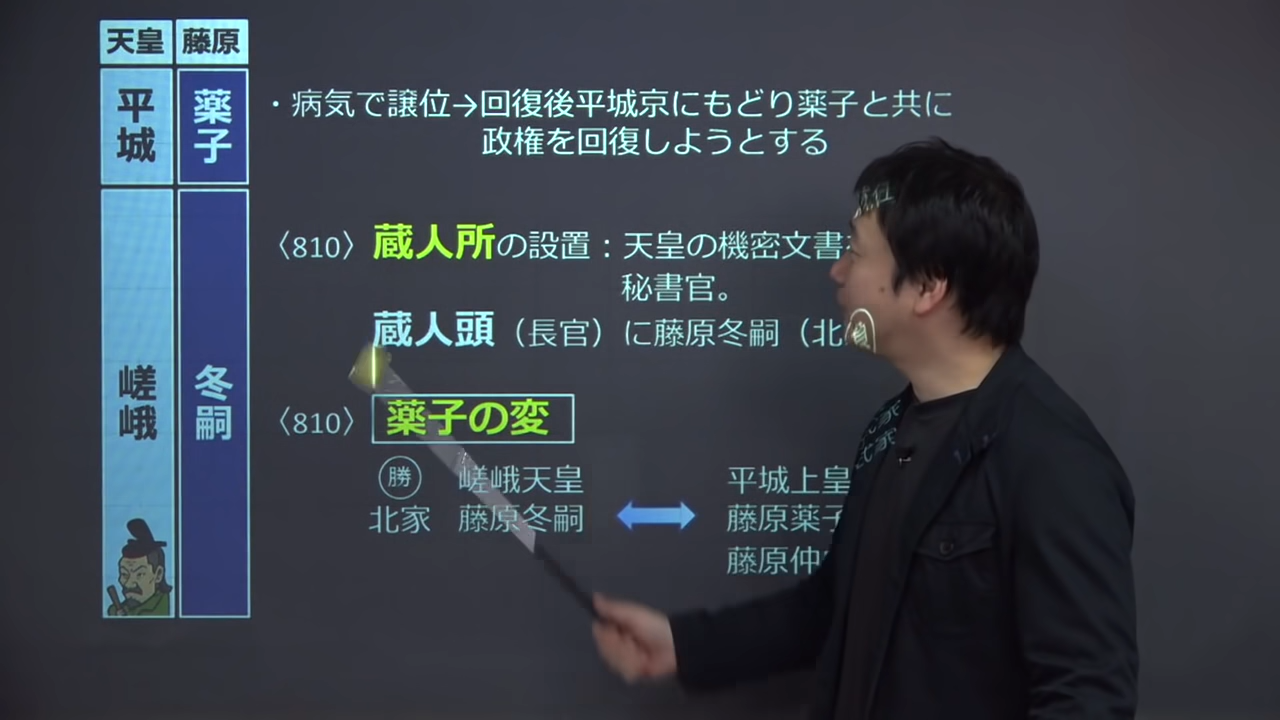 天皇 藤原
平城 薬子
・病気で譲位→回復後平城京にもどり薬子と共に
政権を回復しようとする
〈810〉蔵人所の設置:天皇の機密文書
秘書官。
蔵人頭(長官)に藤原冬嗣(北
嵯峨 冬嗣
〈810〉薬子の変
勝 嵯峨天皇 平城上皇
北家 藤原冬嗣 藤原薬子
藤原仲